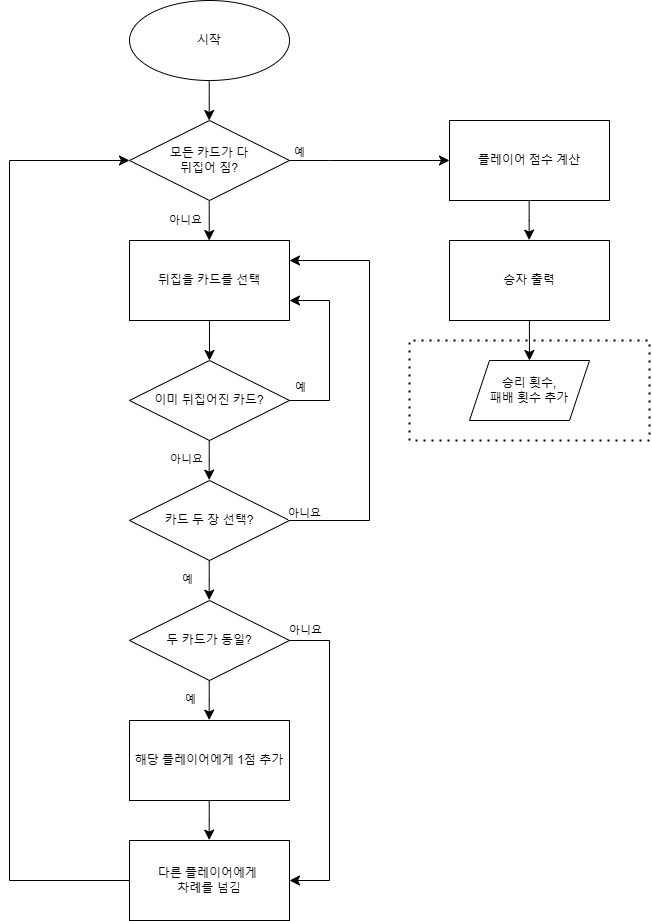 시작
모든 카드가 다
뒤집어 짐?
예
플레이어 점수 계산
아니요
뒤집을 카드를 선택
승자 출력
이미 뒤집어진 카드?
예
승리 횟수,
패배 횟수 추가
아니요
카드 두 장 선택?
아니요
예
두 카드가 동일?
아니요
예
해당 플레이어에게 1점 추가
다른 플레이어에게
차례를 넘김